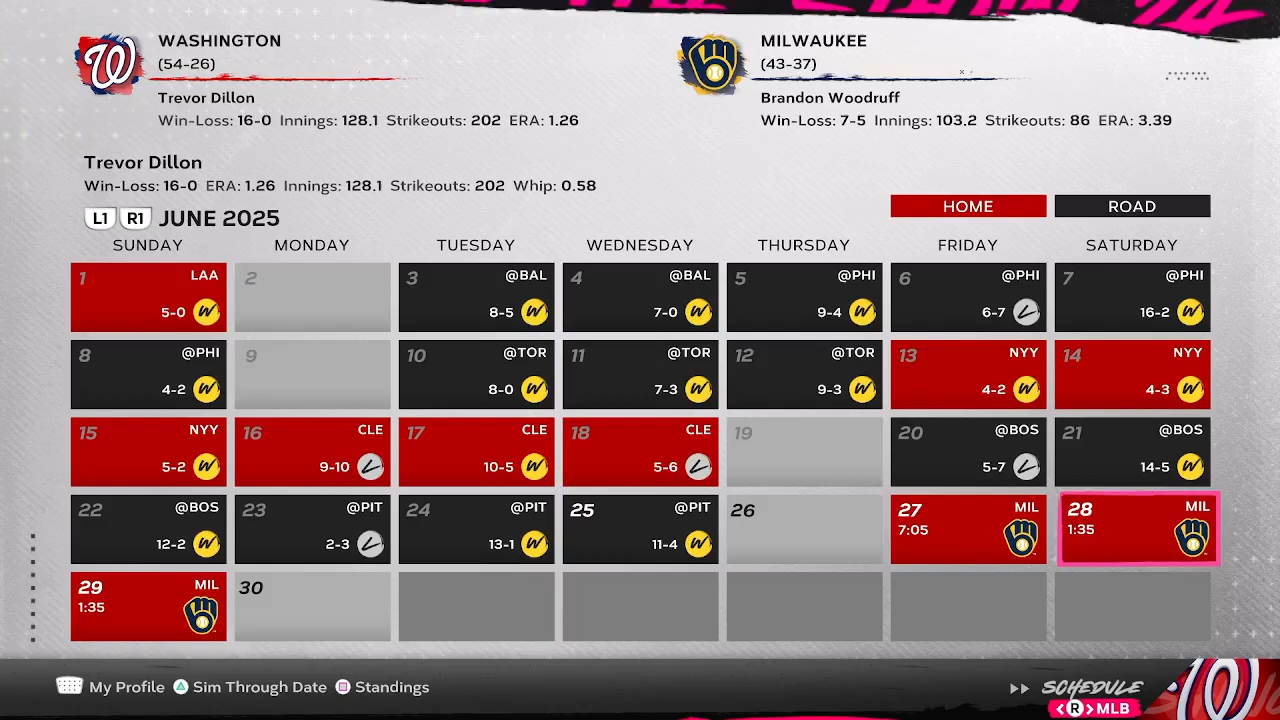 WASHINGTON
(54-26)
Trevor Dillon
Win-Loss: 16-0 Innings: 128.1 Strikeouts: 202 ERA: 1.26
MILWAUKEE
(43-37)
Brandon Woodruff
Win-Loss: 7-5 Innings: 103.2 Strikeouts: 86 ERA: 3.39
Trevor Dillon
Win-Loss: 16-0 ERA: 1.26 Innings: 128.1 Strikeouts: 202 Whip: 0.58
L1 R1 JUNE 2025
HOME ROAD
SUNDAY MONDAY TUESDAY WEDNESDAY THURSDAY FRIDAY SATURDAY
1 LAA 2 3 @BAL 4 @BAL 5 @PHI 6 @PHI 7 @PHI
5-0 W 8-5 W 7-0 W 9-4 W 6-7 L 16-2 W
8 @PHI 9 10 @TOR 11 @TOR 12 @TOR 13 NYY 14 NYY
4-2 W 8-0 W 7-3 W 9-3 W 4-2 W 4-3 W
15 NYY 16 CLE 17 CLE 18 CLE 19 20 @BOS 21 @BOS
5-2 W 9-10 L 10-5 W 5-6 L 5-7 L 14-5 W
22 @BOS 23 @PIT 24 @PIT 25 @PIT 26 27 MIL 28 MIL
12-2 W 2-3 L 13-1 W 11-4 W 7:05 1:35
29 MIL 30
1:35
My Profile Sim Through Date Standings
SCHEDULE
R MLB